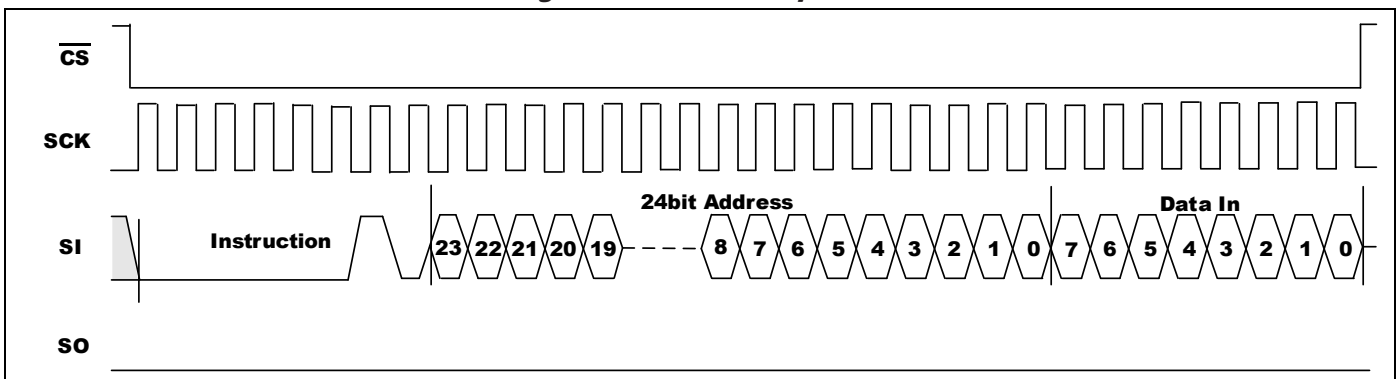 CS
SCK
24bit Address
Data In
SI
Instruction
23 22 21 20 19 8 7 6 5 4 3 2 1 0 7 6 5 4 3 2 1 0
SO